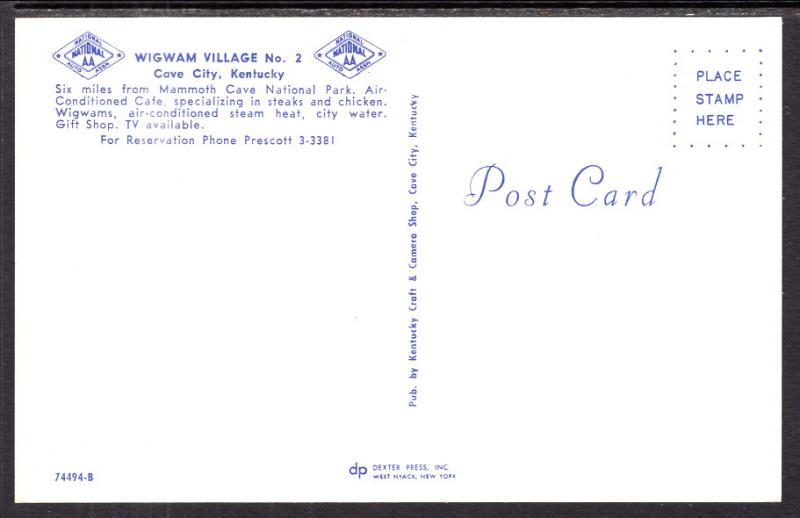 NATIONAL
NATIONAL
AA
AUTO ASSN
NATIONAL
NATIONAL
AA
AUTO ASSN
WIGWAM VILLAGE No. 2
Cave City, Kentucky
Six miles from Mammoth Cave National Park. Air-
Conditioned Cafe, specializing in steaks and chicken.
Wigwams, air-conditioned steam heat, city water.
Gift Shop. TV available.
For Reservation Phone Prescott 3-3381
PLACE
STAMP
HERE
Post Card
Pub. by Kentucky Craft & Camera Shop, Cave City, Kentucky
74494-B
dp DEXTER PRESS, INC.
WEST NYACK, NEW YORK